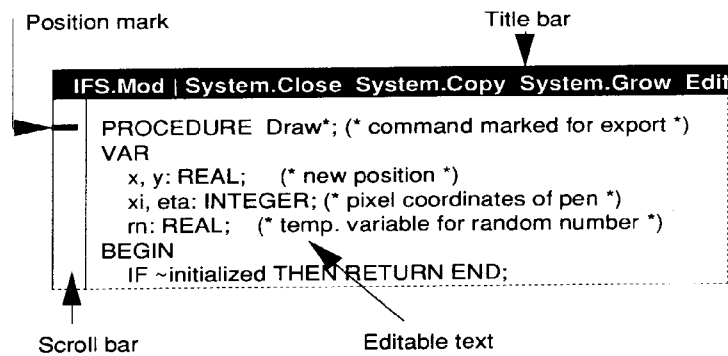 Position mark
Title bar
IFS.Mod | System.Close System.Copy System.Grow Edit
PROCEDURE Draw*; (* command marked for export *)
VAR
x, y: REAL; (* new position *)
xi, eta: INTEGER; (* pixel coordinates of pen *)
rn: REAL; (* temp. variable for random number *)
BEGIN
IF ~initialized THEN RETURN END;
Scroll bar
Editable text